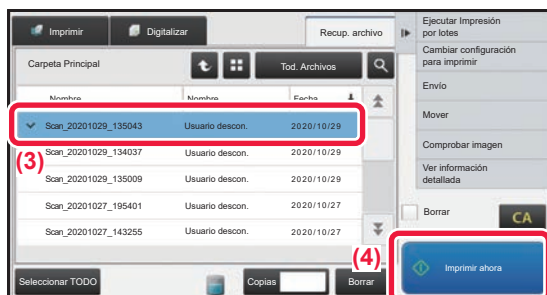 Imprimir
Digitalizar
Recup. archivo
Carpeta Principal
Tod. Archivos
Nombre
Nombre
Fecha
Scan_20201029_135043
Usuario descon.
2020/10/29
(3)
Scan_20201029_134037
Usuario descon.
2020/10/29
Scan_20201029_135009
Usuario descon.
2020/10/29
Scan_20201027_195401
Usuario descon.
2020/10/27
Scan_20201027_143255
Usuario descon.
2020/10/27
Seleccionar TODO
Copias
Borrar
(4)
Ejecutar Impresión
por lotes
Cambiar configuración
para imprimir
Envío
Mover
Comprobar imagen
Ver información
detallada
Borrar
CA
Imprimir ahora